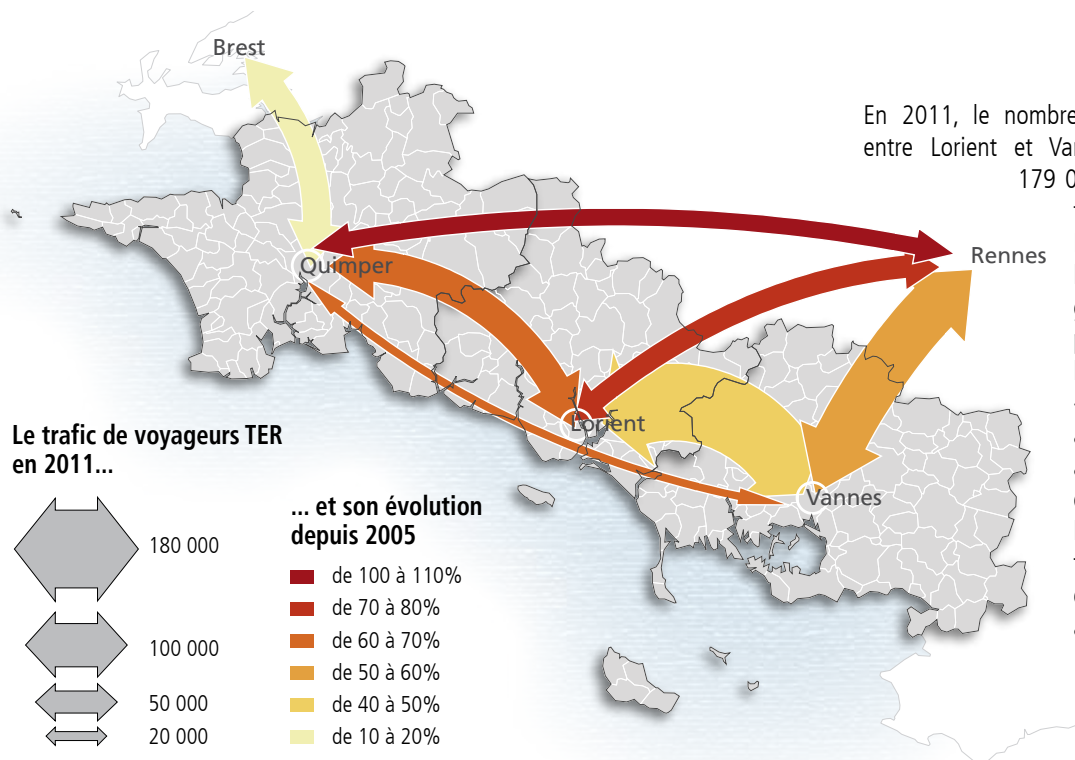 Brest
En 2011, le nombre
entre Lorient et Van
179 0
Quimper
Rennes
Lorient
Vannes
Le trafic de voyageurs TER
en 2011...
180 000
100 000
50 000
20 000
... et son évolution
depuis 2005
de 100 à 110%
de 70 à 80%
de 60 à 70%
de 50 à 60%
de 40 à 50%
de 10 à 20%